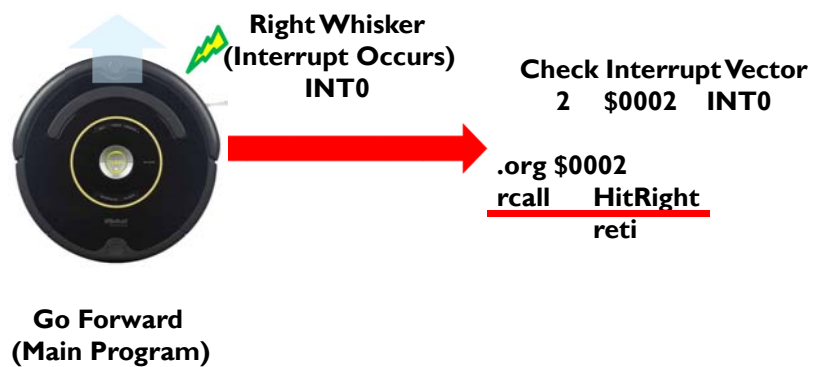 Right Whisker
(Interrupt Occurs)
INT0
Check Interrupt Vector
2 $0002 INT0
.org $0002
rcall HitRight
reti
Go Forward
(Main Program)